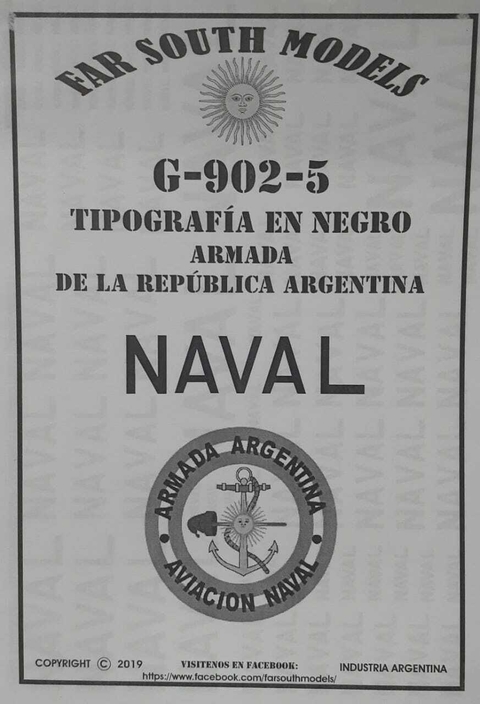 FAR SOUTH MODELS
G-902-5
TIPOGRAFÍA EN NEGRO
ARMADA
DE LA REPÚBLICA ARGENTINA
NAVAL
ARMADA ARGENTINA
AVIACION NAVAL
COPYRIGHT © 2019
VISITENOS EN FACEBOOK:
https://www.facebook.com/farsouthmodels/
INDUSTRIA ARGENTINA